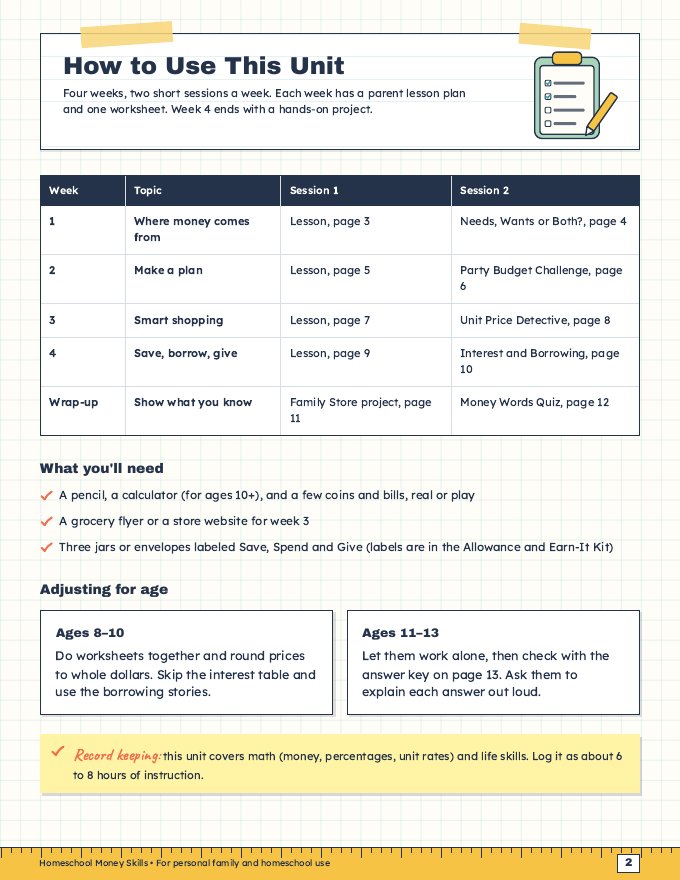 How to Use This Unit
Four weeks, two short sessions a week. Each week has a parent lesson plan
and one worksheet. Week 4 ends with a hands-on project.
Week Topic Session 1 Session 2
1 Where money comes from Lesson, page 3 Needs, Wants or Both?, page 4
2 Make a plan Lesson, page 5 Party Budget Challenge, page 6
3 Smart shopping Lesson, page 7 Unit Price Detective, page 8
4 Save, borrow, give Lesson, page 9 Interest and Borrowing, page 10
Wrap-up Show what you know Family Store project, page 11 Money Words Quiz, page 12
What you'll need
A pencil, a calculator (for ages 10+), and a few coins and bills, real or play
A grocery flyer or a store website for week 3
Three jars or envelopes labeled Save, Spend and Give (labels are in the Allowance and Earn-It Kit)
Adjusting for age
Ages 8–10
Do worksheets together and round prices
to whole dollars. Skip the interest table and
use the borrowing stories.
Ages 11–13
Let them work alone, then check with the
answer key on page 13. Ask them to
explain each answer out loud.
Record keeping: this unit covers math (money, percentages, unit rates) and life skills. Log it as about 6
to 8 hours of instruction.
Homeschool Money Skills • For personal family and homeschool use
2